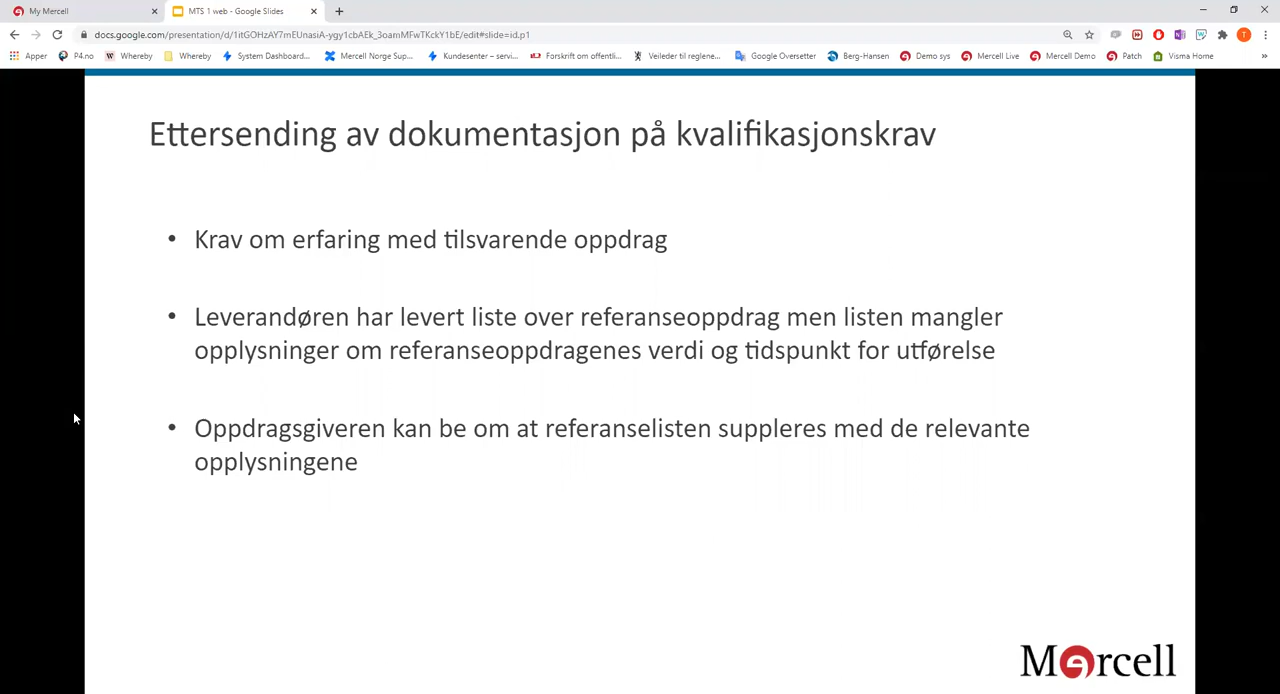 My Mercell
MTS 1 web - Google Slides
docs.google.com/presentation/d/1itGOHzAY7mEUnasiA-ygy1cbAEk_3oamMFwTKckY1bE/edit#slide=id.p1
Apper P4.no Whereby Whereby System Dashboard... Mercell Norge Sup... Kundesenter – servi... Forskrift om offentli... Veileder til reglene... Google Oversetter Berg-Hansen Demo sys Mercell Live Mercell Demo Patch Visma Home
Ettersending av dokumentasjon på kvalifikasjonskrav
• Krav om erfaring med tilsvarende oppdrag
• Leverandøren har levert liste over referanseoppdrag men listen mangler
opplysninger om referanseoppdragenes verdi og tidspunkt for utførelse
• Oppdragsgiveren kan be om at referanselisten suppleres med de relevante
opplysningene
Mercell